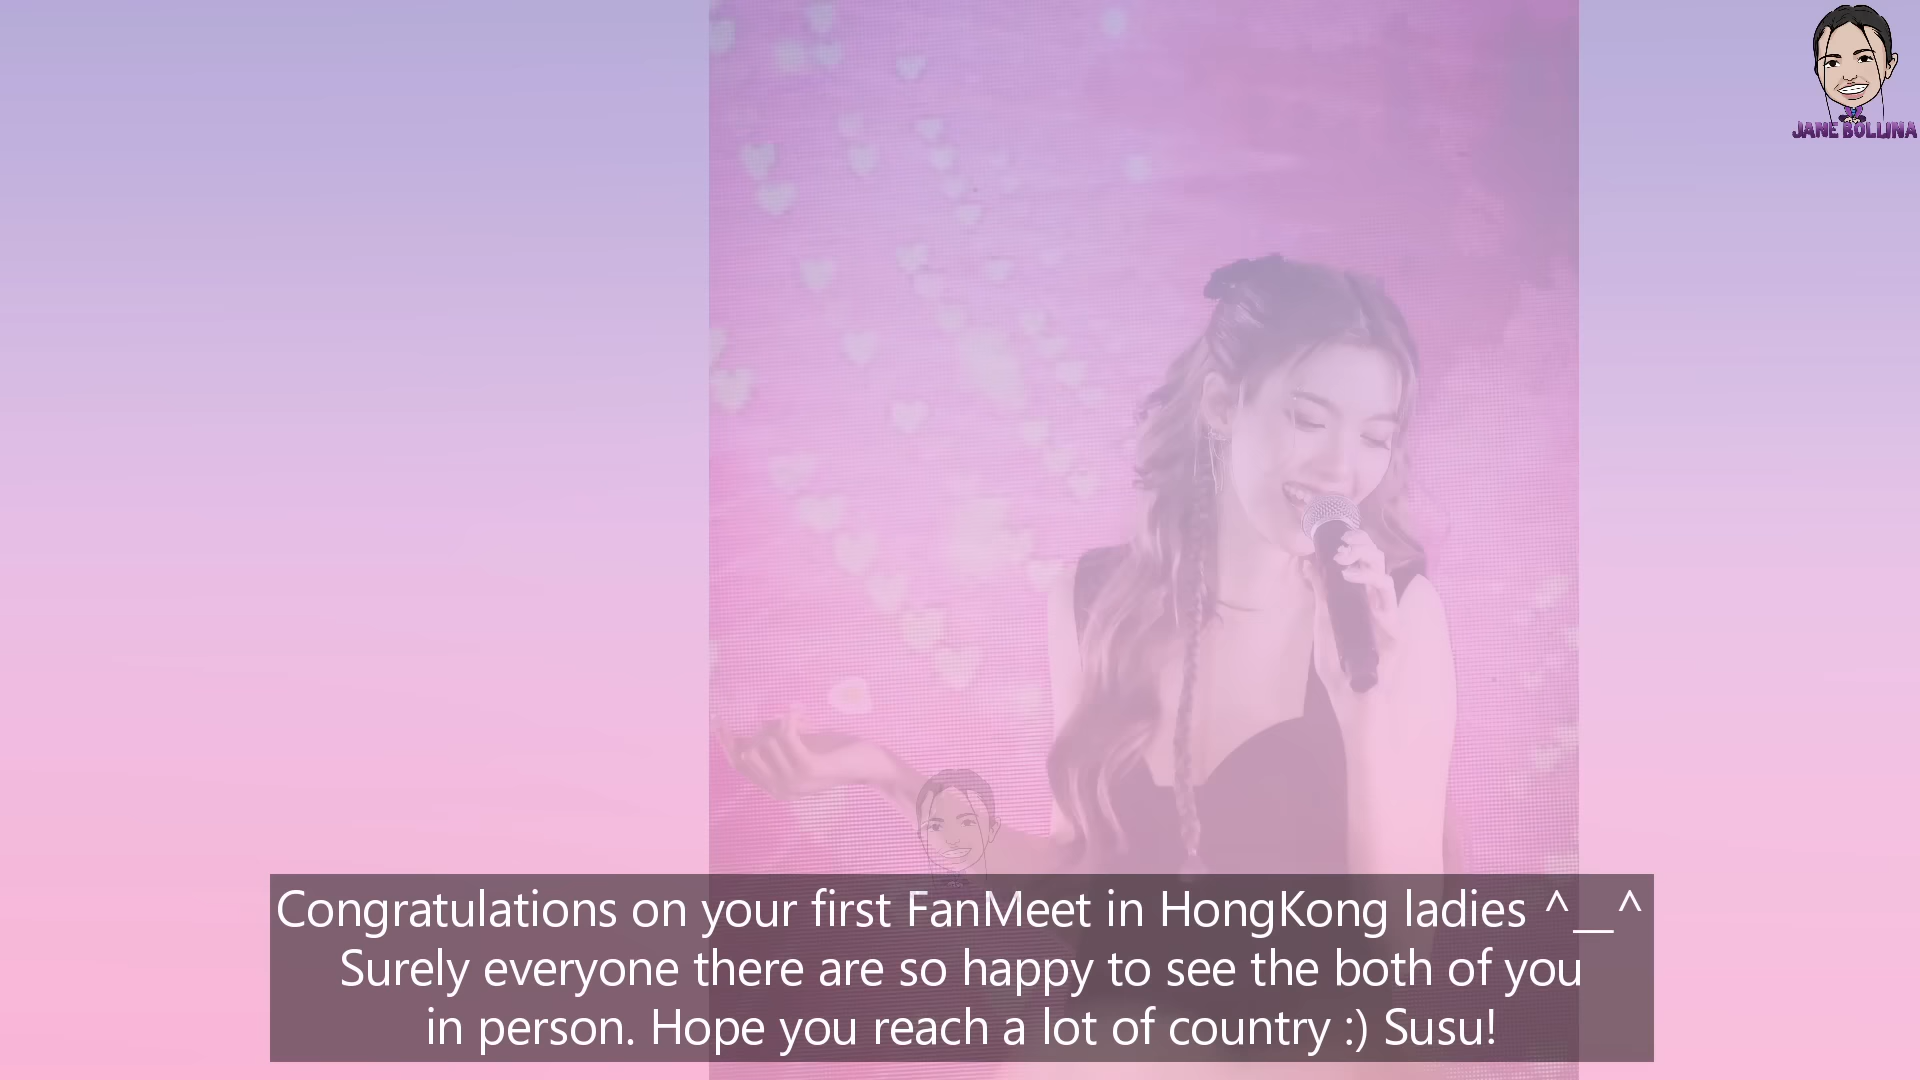 JANE BOLLINA
Congratulations on your first FanMeet in HongKong ladies ^__^
Surely everyone there are so happy to see the both of you
in person. Hope you reach a lot of country :) Susu!